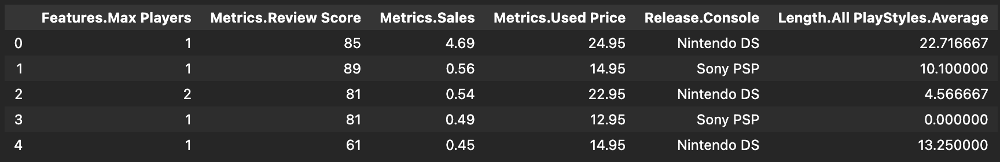 Features.Max Players Metrics.Review Score Metrics.Sales Metrics.Used Price Release.Console Length.All PlayStyles.Average
0 1 85 4.69 24.95 Nintendo DS 22.716667
1 1 89 0.56 14.95 Sony PSP 10.100000
2 2 81 0.54 22.95 Nintendo DS 4.566667
3 1 81 0.49 12.95 Sony PSP 0.000000
4 1 61 0.45 14.95 Nintendo DS 13.250000